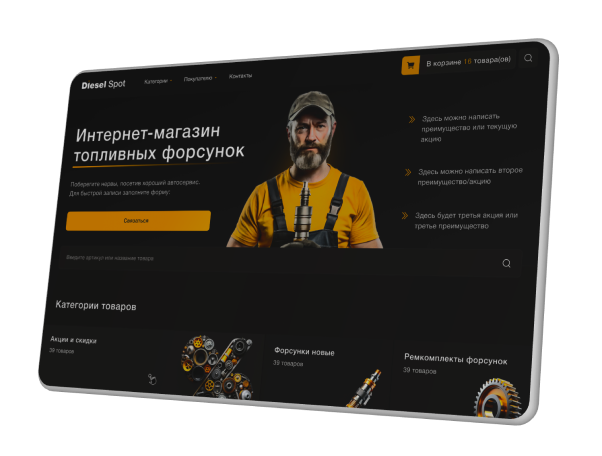 Diesel Spot
Категории
Покупателю
Контакты
В корзине 16 товара(ов)
Интернет-магазин
топливных форсунок
Поберегите нервы, посетив хороший автосервис.
Для быстрой записи заполните форму:
Связаться
Здесь можно написать
преимущество или текущую
акцию
Здесь можно написать второе
преимущество/акцию
Здесь будет третья акция или
третье преимущество
Введите артикул или название товара
Категории товаров
Акции и скидки
39 товаров
Форсунки новые
39 товаров
Ремкомплекты форсунок
39 товаров